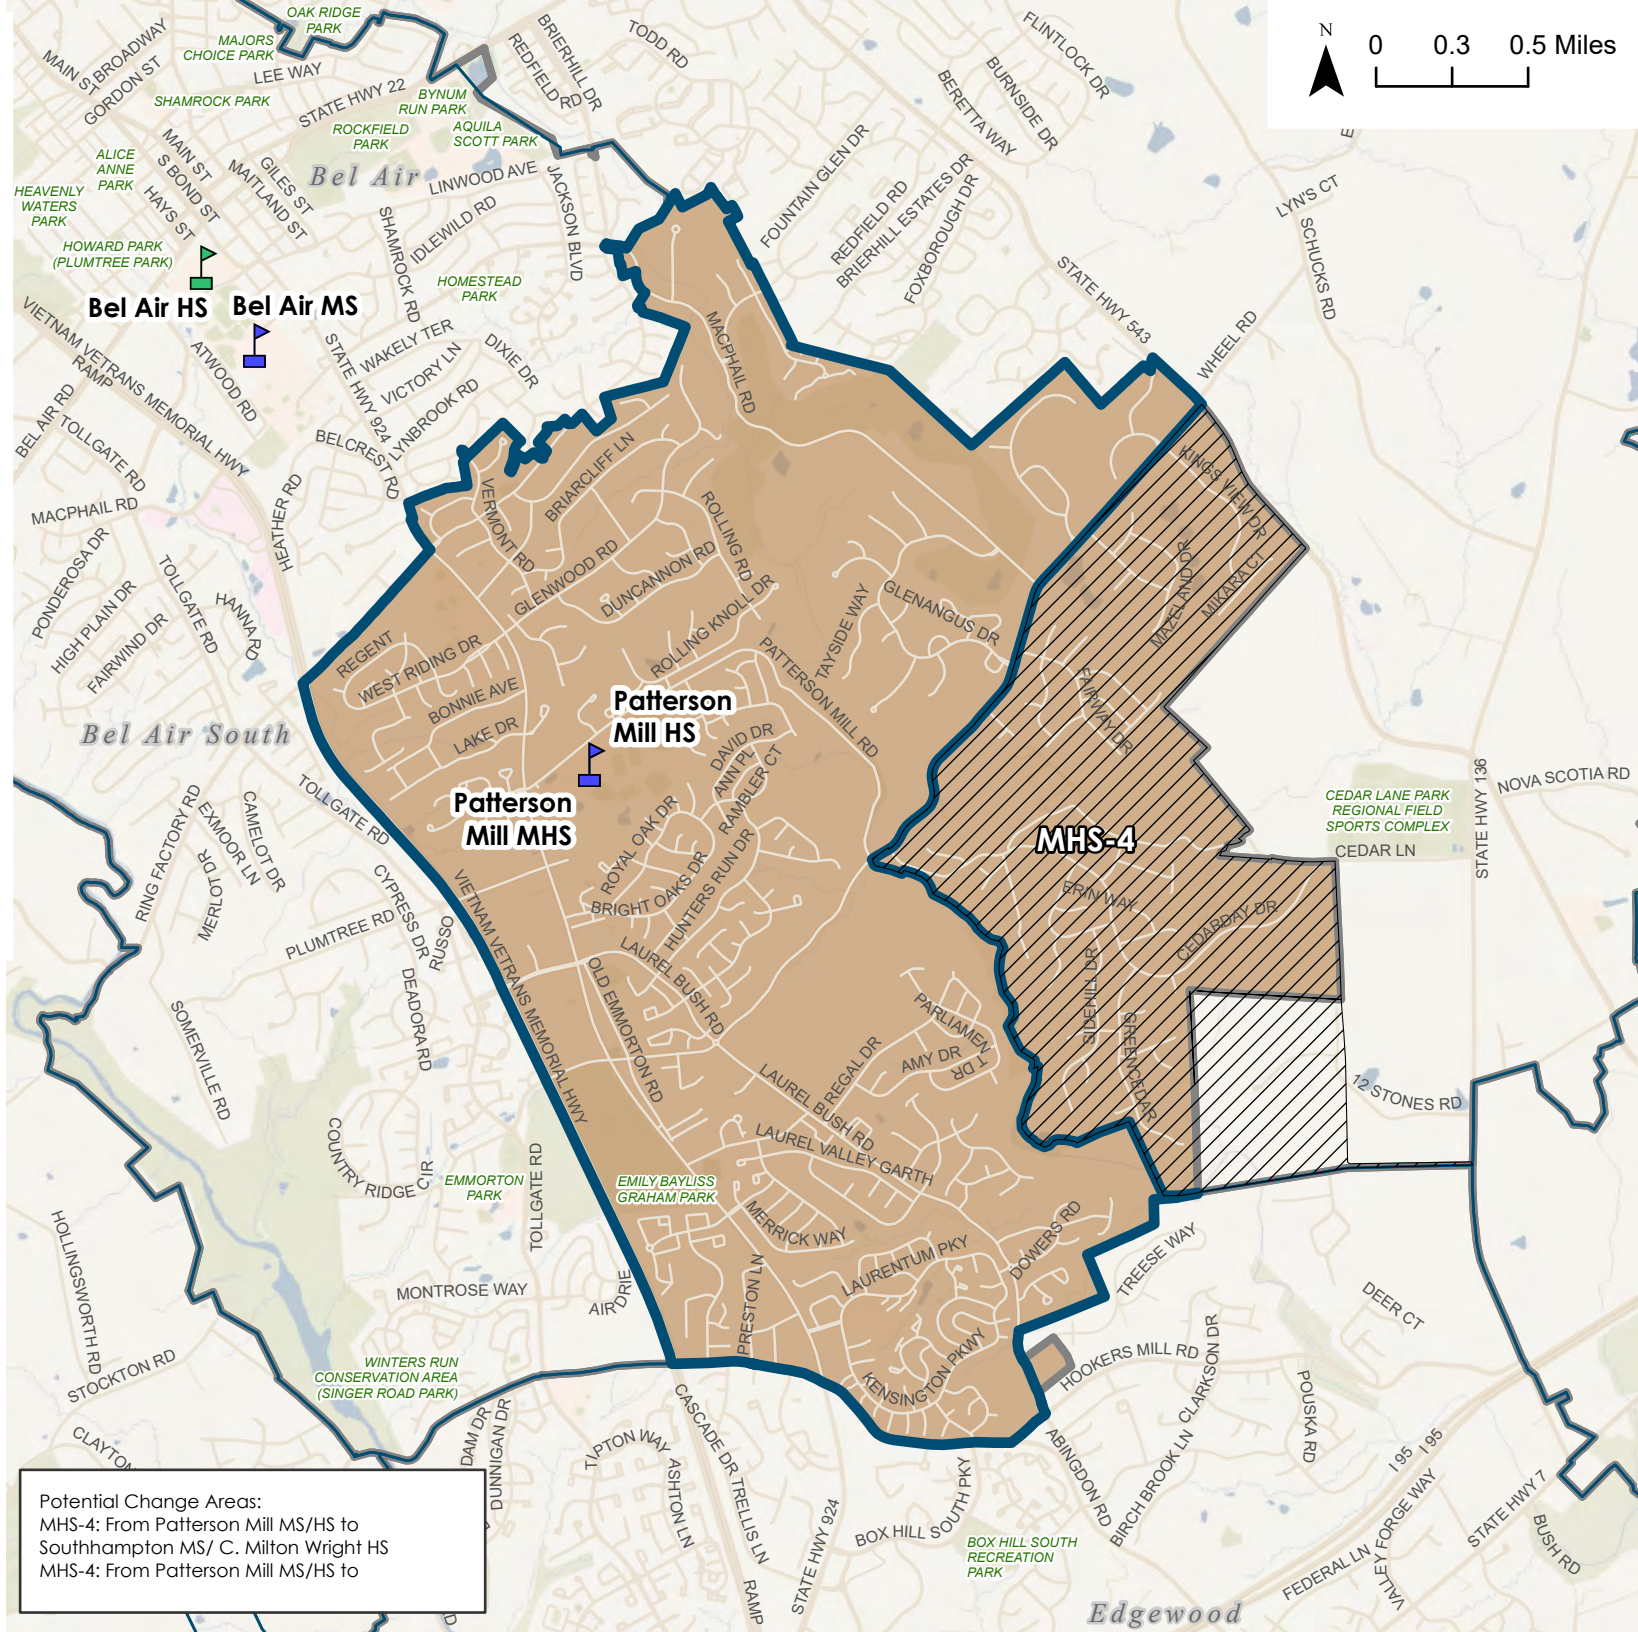 OAK RIDGE
PARK
MAJORS
CHOICE PARK
MAIN ST
S BROADWAY
GORDON ST
LEE WAY
STATE HWY 22
SHAMROCK PARK
BYNUM
RUN PARK
ROCKFIELD
PARK
AQUILA
SCOTT PARK
BRIERHILL DR
REDFIELD RD
TODD RD
FLINTLOCK DR
BURNSIDE DR
BERETTA WAY
N
0 0.3 0.5 Miles
ALICE
ANNE
PARK
MAIN ST
S BOND ST
HAYS ST
GILES ST
MAITLAND ST
Bel Air
LINWOOD AVE
JACKSON BLVD
HEAVENLY
WATERS
PARK
HOWARD PARK
(PLUMTREE PARK)
SHAMROCK RD
IDLEWILD RD
HOMESTEAD
PARK
FOUNTAIN GLEN DR
REDFIELD RD
BRIERHILL ESTATES DR
FOXBOROUGH DR
LYN'S CT
SCHUCKS RD
STATE HWY 543
WHEEL RD
E
Bel Air HS
Bel Air MS
VIETNAM VETRANS MEMORIAL HWY
RAMP
ATWOOD RD
STATE HWY 924
WAKELY TER
VICTORY LN
DIXIE DR
LYNBROOK RD
MACPHAIL RD
BEL AIR RD
TOLLGATE RD
BELCREST RD
BRIARCLIFF LN
VERMONT RD
MACPHAIL RD
HEATHER RD
ROLLING RD
KINGS VIEW DR
PONDEROSA DR
HIGH PLAIN DR
FAIRWIND DR
TOLLGATE RD
HANNA RD
GLENWOOD RD
DUNCANNON RD
ROLLING KNOLL DR
TAYSIDE WAY
GLENANGUS DR
MAZELAND DR
MIKARA CT
REGENT
WEST RIDING DR
BONNIE AVE
LAKE DR
PATTERSON MILL RD
FAIRWAY DR
Patterson
Mill HS
Bel Air South
DAVID DR
ANN PL
RAMBLER CT
Patterson
Mill MHS
STATE HWY 136
NOVA SCOTIA RD
CEDAR LANE PARK
REGIONAL FIELD
SPORTS COMPLEX
CEDAR LN
TOLLGATE RD
RING FACTORY RD
EXMOOR LN
CAMELOT DR
MERLOT DR
ROYAL OAK DR
BRIGHT OAKS DR
HUNTERS RUN DR
MHS-4
ERIN WAY
CEDARDAY DR
CYPRESS DR
RUSSO
PLUMTREE RD
VIETNAM VETRANS MEMORIAL HWY
LAUREL BUSH RD
OLD EMMORTON RD
DEADORA RD
SOMERVILLE RD
PARLIAMEN
T DR
SIDEHILL DR
GREENCEDAR
REGAL DR
AMY DR
12 STONES RD
LAUREL BUSH RD
LAUREL VALLEY GARTH
COUNTRY RIDGE CIR
EMMORTON
PARK
TOLLGATE RD
EMILY BAYLISS
GRAHAM PARK
MERRICK WAY
DOWERS RD
LAURENTUM PKY
TREESE WAY
HOLLINGSWORTH RD
MONTROSE WAY
AIRDRIE
PRESTON LN
DEER CT
STOCKTON RD
WINTERS RUN
CONSERVATION AREA
(SINGER ROAD PARK)
KENSINGTON PKWY
HOOKERS MILL RD
CLARKSON DR
POUSKA RD
CLAYTON
DAM DR
DUNNIGAN DR
CASCADE DR
TRELLIS LN
TIPTON WAY
ASHTON LN
STATE HWY 924
BOX HILL SOUTH PKY
ABINGDON RD
BIRCH BROOK LN
I 95
I 95
VALLEY FORGE WAY
STATE HWY 7
BUSH RD
FEDERAL LN
BOX HILL SOUTH
RECREATION
PARK
RAMP
RD
Edgewood
Potential Change Areas:
MHS-4: From Patterson Mill MS/HS to
Southhampton MS/ C. Milton Wright HS
MHS-4: From Patterson Mill MS/HS to